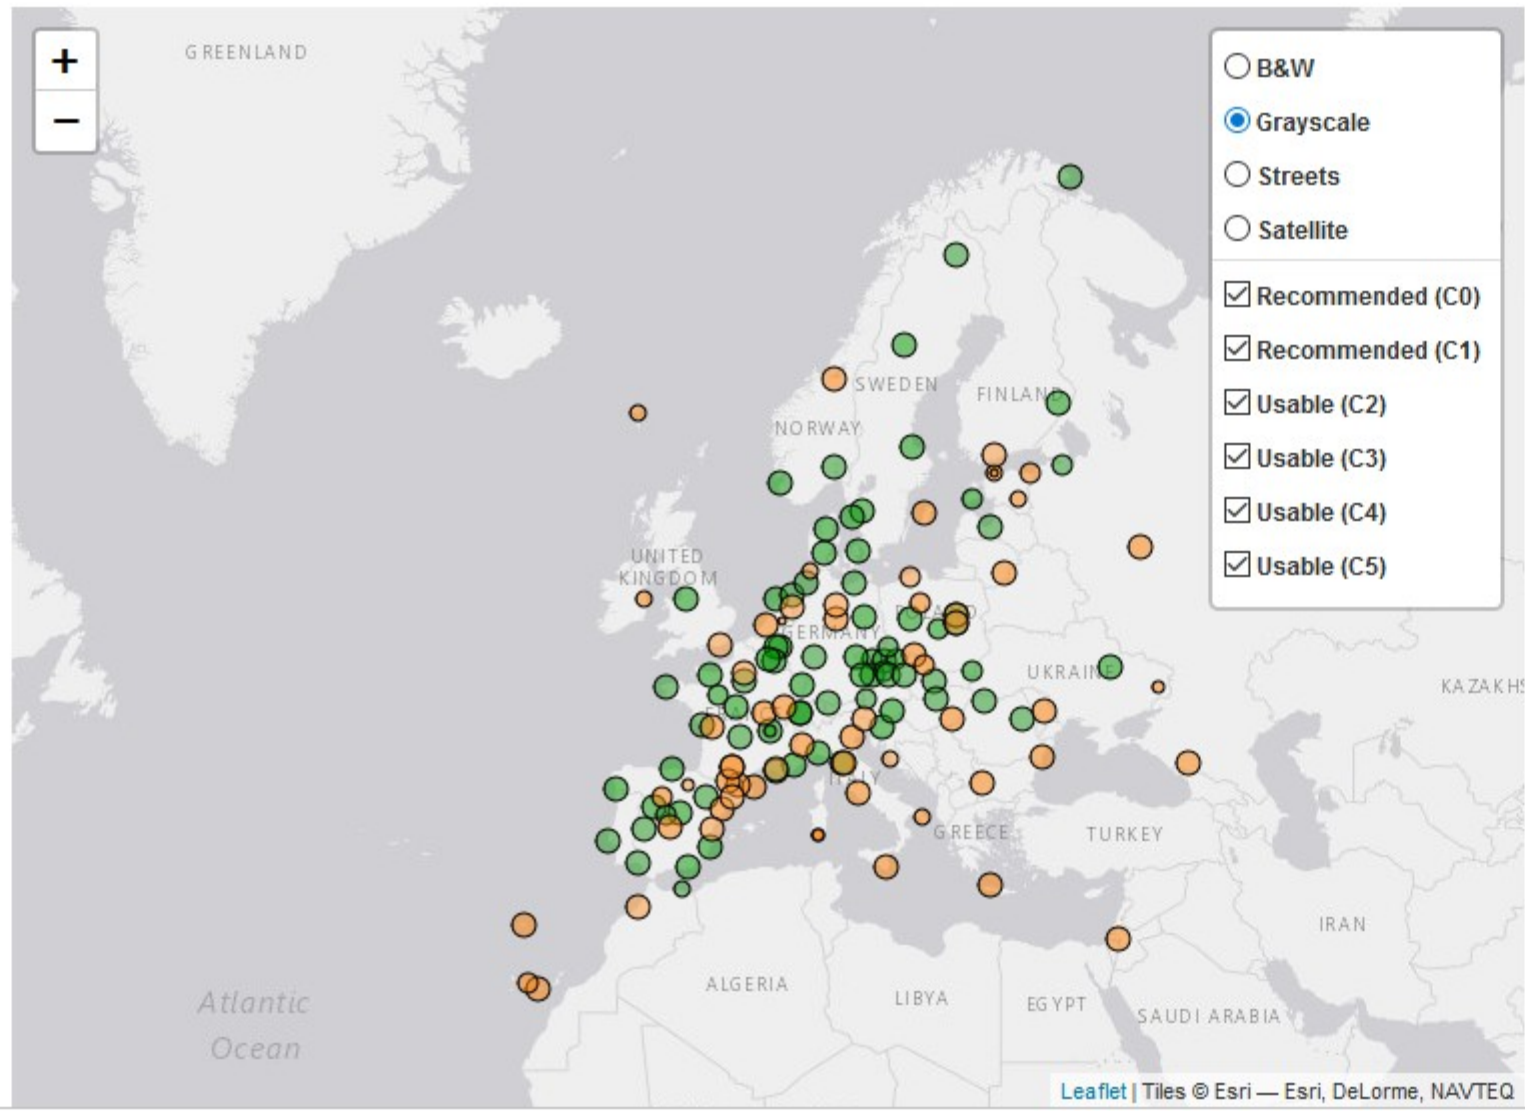 +
−
GREENLAND
B&W
Grayscale
Streets
Satellite
Recommended (C0)
Recommended (C1)
Usable (C2)
Usable (C3)
Usable (C4)
Usable (C5)
SWEDEN
FINLAND
NORWAY
UNITED
KINGDOM
GERMANY
UKRAINE
KAZAKHS
ITALY
GREECE
TURKEY
IRAN
ALGERIA
LIBYA
EGYPT
SAUDI ARABIA
Atlantic
Ocean
Leaflet | Tiles © Esri — Esri, DeLorme, NAVTEQ